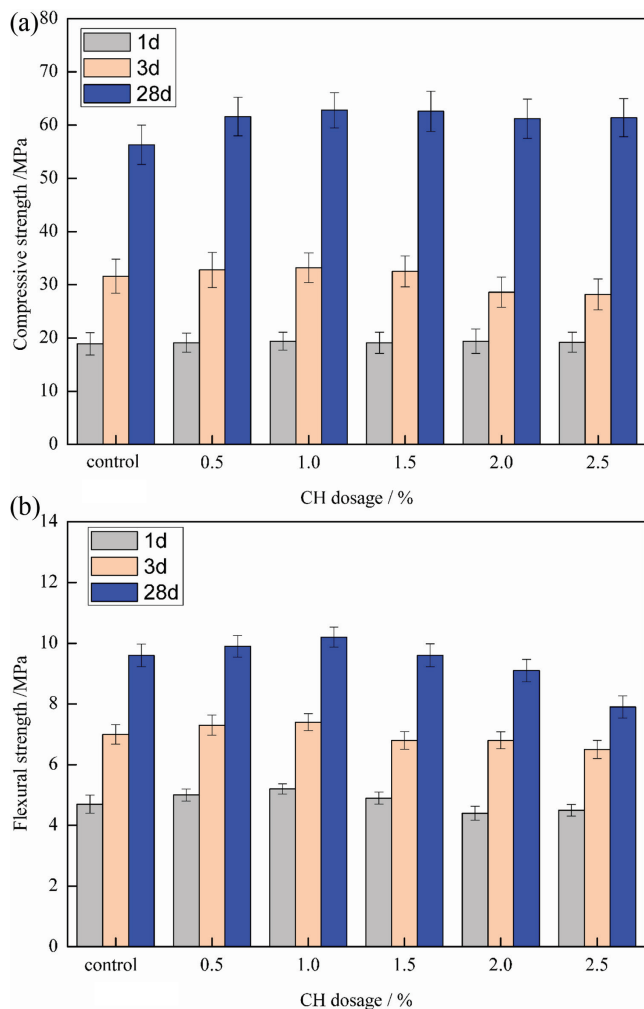 (a)
80
70
60
50
40
30
20
10
0
Compressive strength /MPa
1d
3d
28d
control 0.5 1.0 1.5 2.0 2.5
CH dosage / %
(b)
14
12
10
8
6
4
2
0
Flexural strength /MPa
1d
3d
28d
control 0.5 1.0 1.5 2.0 2.5
CH dosage / %